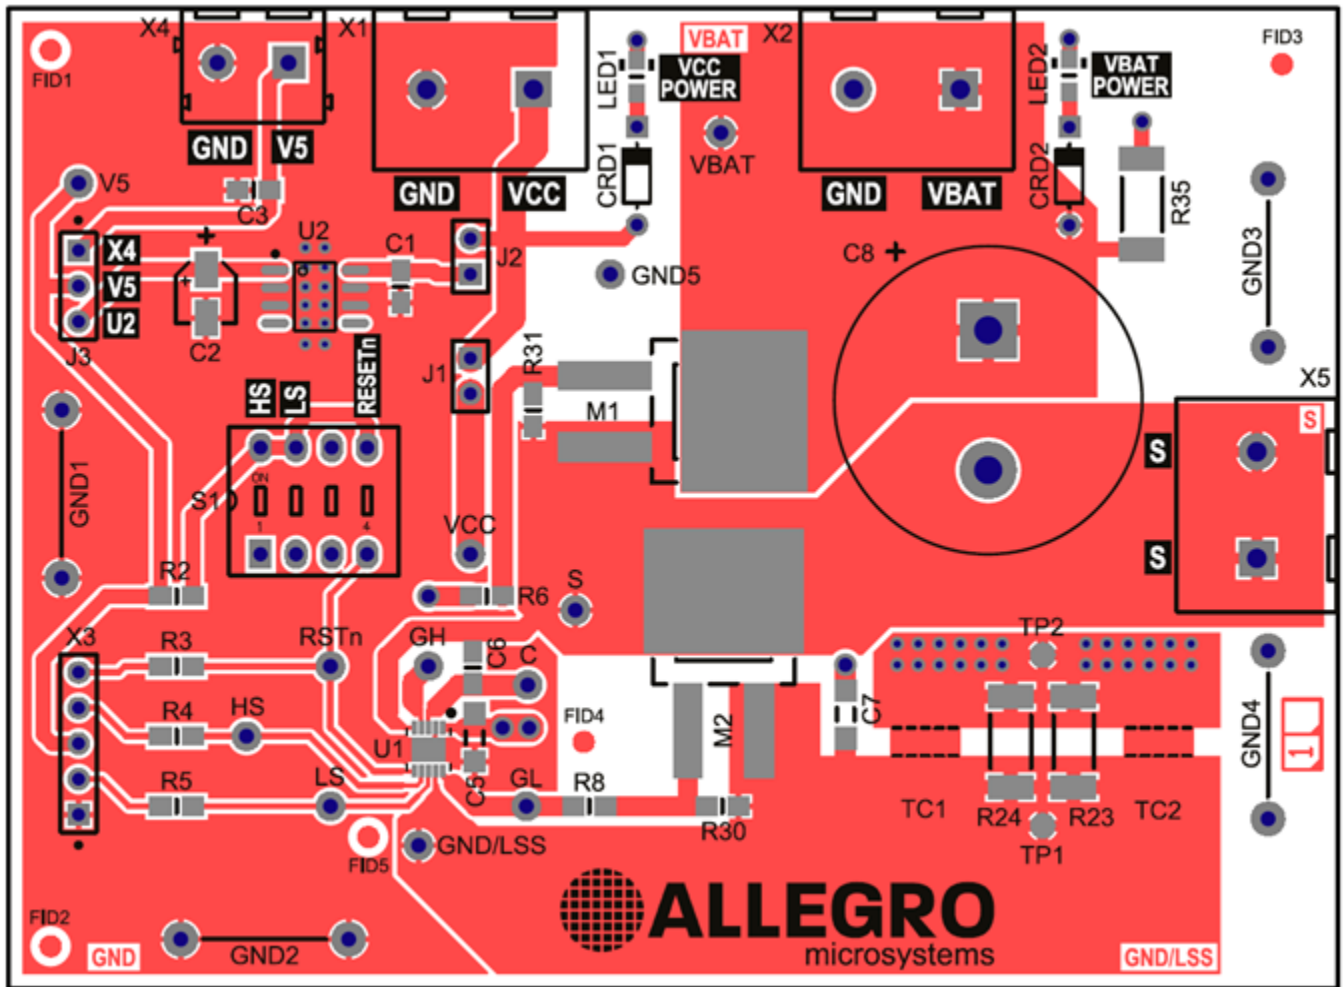 X4
X1
VBAT
X2
FID3
FID1
LED1
VCC
POWER
LED2
VBAT
POWER
GND
V5
VBAT
V5
C3
GND
VCC
CRD1
GND
VBAT
CRD2
R35
U2
C1
J2
C8
X4
V5
U2
GND5
GND3
C2
J3
RESETn
R31
HS
LS
J1
M1
X5
S
S
GND1
ON
S1
1
4
VCC
S
R2
R6
S
X3
R3
RSTn
GH
C6
C
TP2
R4
HS
U1
FID4
M2
C7
GND4
1
R5
LS
C5
GL
R8
R30
TC1
R24
R23
TC2
TP1
FID5
GND/LSS
ALLEGRO
microsystems
FID2
GND
GND2
GND/LSS